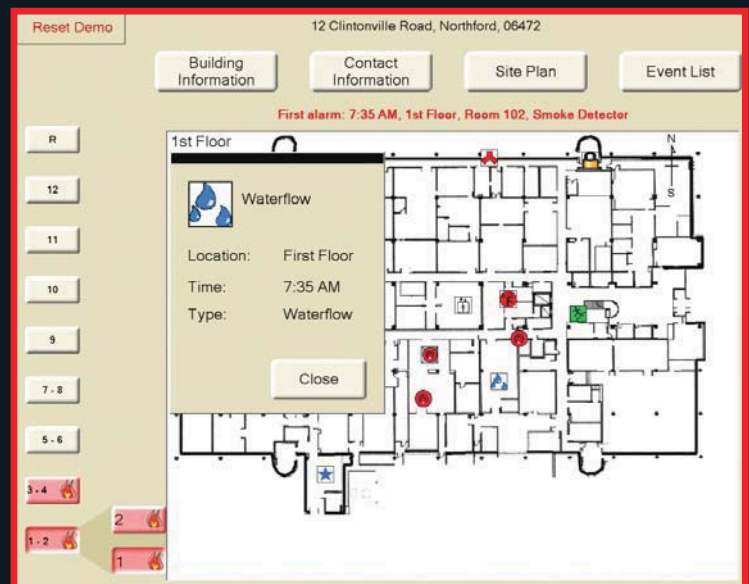 Reset Demo
12 Clintonville Road, Northford, 06472
Building
Information
Contact
Information
Site Plan
Event List
First alarm: 7:35 AM, 1st Floor, Room 102, Smoke Detector
R
12
11
10
9
7 - 8
5 - 6
3 - 4
1 - 2
2
1
1st Floor
N
S
Waterflow
Location: First Floor
Time: 7:35 AM
Type: Waterflow
Close